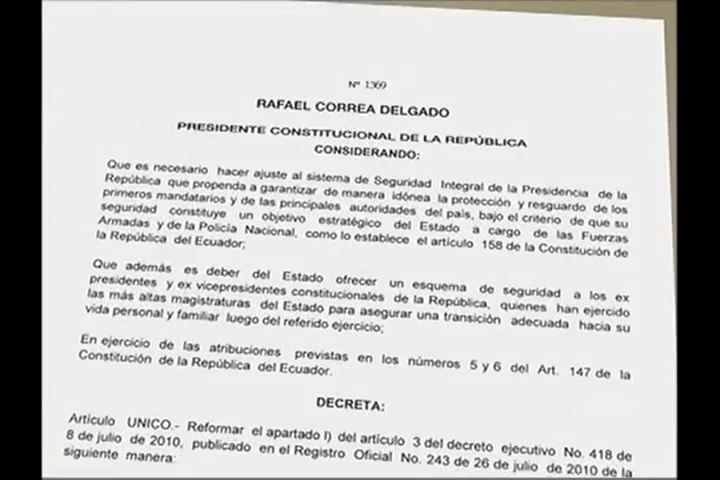 Nº 1369
RAFAEL CORREA DELGADO
PRESIDENTE CONSTITUCIONAL DE LA REPÚBLICA
CONSIDERANDO:
Que es necesario hacer ajuste al sistema de Seguridad Integral de la Presidencia de la
República que propenda a garantizar de manera idónea la protección y resguardo de los
primeros mandatarios y de las principales autoridades del país, bajo el criterio de que su
seguridad constituye un objetivo estratégico del Estado a cargo de las Fuerzas
Armadas y de la Policía Nacional, como lo establece el artículo 158 de la Constitución de
la República del Ecuador;
Que además es deber del Estado ofrecer un esquema de seguridad a los ex
presidentes y ex vicepresidentes constitucionales de la República, quienes han ejercido
las más altas magistraturas del Estado para asegurar una transición adecuada hacia su
vida personal y familiar luego del referido ejercicio;
En ejercicio de las atribuciones previstas en los números 5 y 6 del Art. 147 de la
Constitución de la República del Ecuador.
DECRETA:
Artículo UNICO.- Reformar el apartado I) del artículo 3 del decreto ejecutivo No. 418 de
8 de julio de 2010, publicado en el Registro Oficial No. 243 de 26 de julio de 2010 de la
siguiente manera: